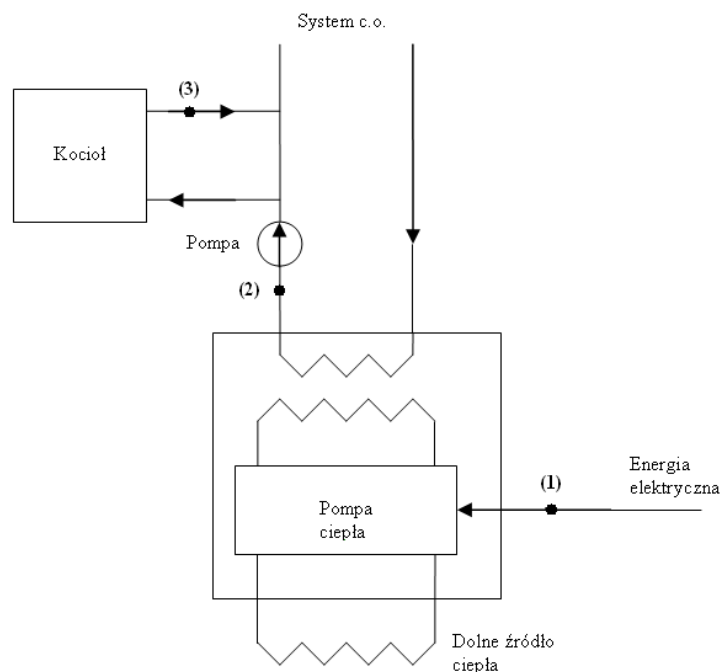 System c.o.
(3)
Kocioł
Pompa
(2)
Energia
elektryczna
(1)
Pompa
ciepła
Dolne źródło
ciepła